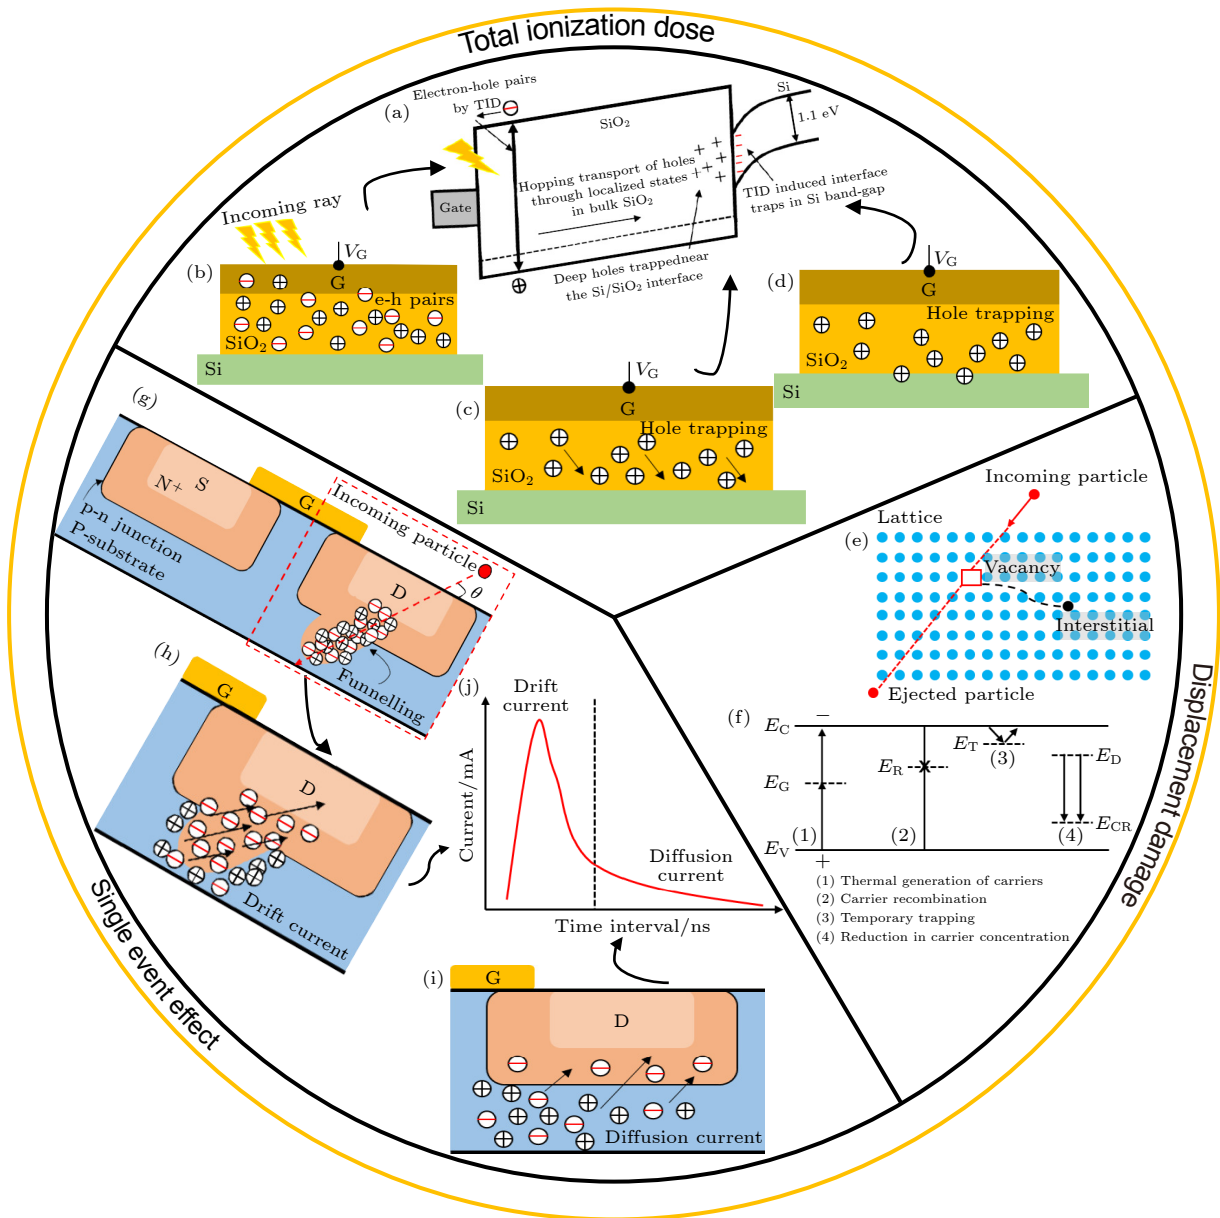 Total ionization dose
(a)
Electron-hole pairs
by TID
SiO₂
Si
1.1 eV
Hopping transport of holes
through localized states
in bulk SiO₂
TID induced interface
traps in Si band-gap
Gate
Deep holes trappednear
the Si/SiO₂ interface
Incoming ray
(b)
V_G
G
e-h pairs
SiO₂
Si
(c)
V_G
G
Hole trapping
SiO₂
Si
(d)
V_G
G
Hole trapping
SiO₂
Si
Displacement damage
(e)
Incoming particle
Lattice
Vacancy
Interstitial
Ejected particle
(f)
E_C
E_G
E_V
E_R
E_T
E_D
E_CR
(1)
(2)
(3)
(4)
(1) Thermal generation of carriers
(2) Carrier recombination
(3) Temporary trapping
(4) Reduction in carrier concentration
Single event effect
(g)
N+
S
G
D
p-n junction
P-substrate
Incoming particle
θ
Funnelling
(h)
G
D
Drift current
(j)
Drift
current
Diffusion
current
Current/mA
Time interval/ns
(i)
G
D
Diffusion current